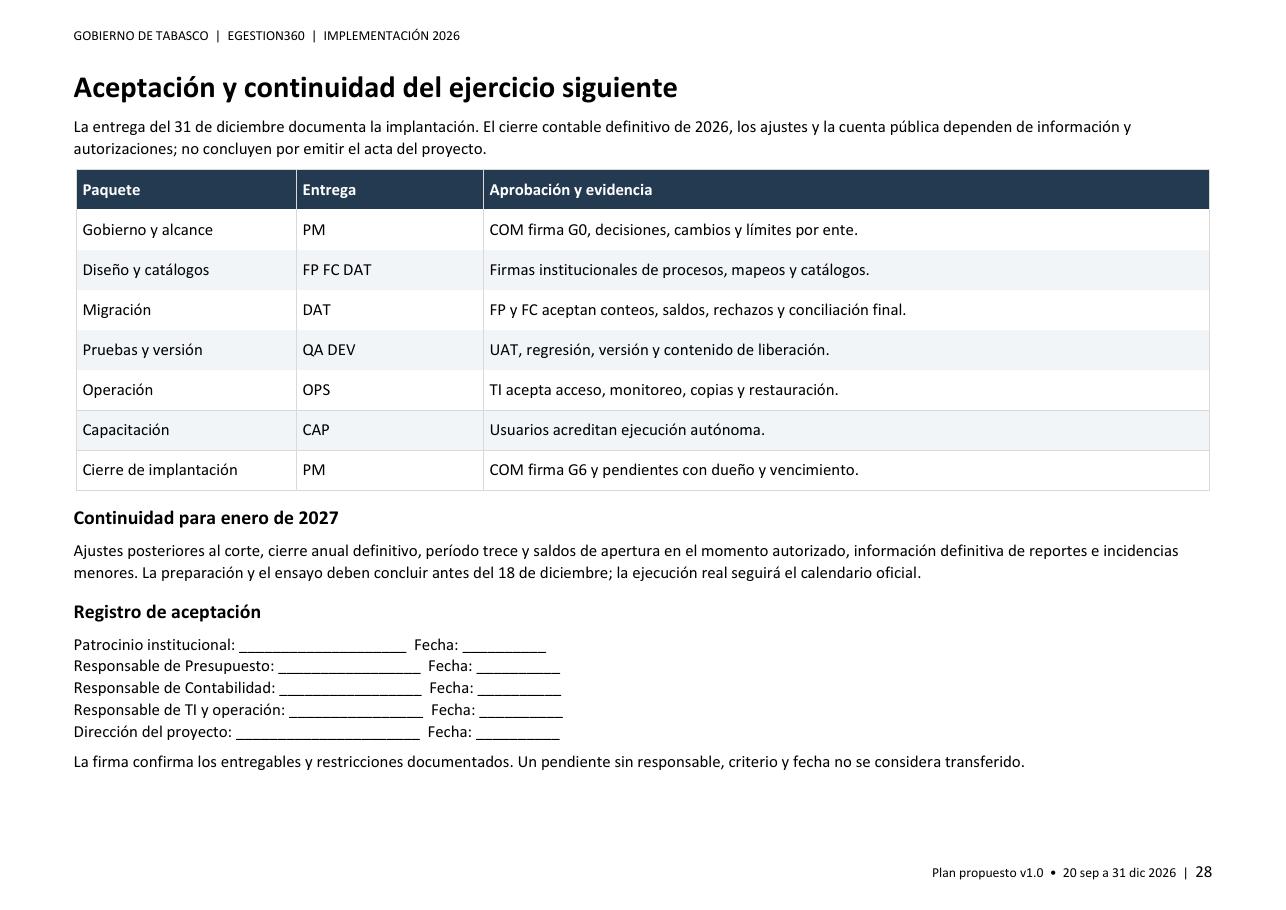 GOBIERNO DE TABASCO | EGESTION360 | IMPLEMENTACIÓN 2026
Aceptación y continuidad del ejercicio siguiente
La entrega del 31 de diciembre documenta la implantación. El cierre contable definitivo de 2026, los ajustes y la cuenta pública dependen de información y
autorizaciones; no concluyen por emitir el acta del proyecto.
Paquete Entrega Aprobación y evidencia
Gobierno y alcance PM COM firma G0, decisiones, cambios y límites por ente.
Diseño y catálogos FP FC DAT Firmas institucionales de procesos, mapeos y catálogos.
Migración DAT FP y FC aceptan conteos, saldos, rechazos y conciliación final.
Pruebas y versión QA DEV UAT, regresión, versión y contenido de liberación.
Operación OPS TI acepta acceso, monitoreo, copias y restauración.
Capacitación CAP Usuarios acreditan ejecución autónoma.
Cierre de implantación PM COM firma G6 y pendientes con dueño y vencimiento.
Continuidad para enero de 2027
Ajustes posteriores al corte, cierre anual definitivo, período trece y saldos de apertura en el momento autorizado, información definitiva de reportes e incidencias
menores. La preparación y el ensayo deben concluir antes del 18 de diciembre; la ejecución real seguirá el calendario oficial.
Registro de aceptación
Patrocinio institucional: ____________________ Fecha: __________
Responsable de Presupuesto: _________________ Fecha: __________
Responsable de Contabilidad: _________________ Fecha: __________
Responsable de TI y operación: ________________ Fecha: __________
Dirección del proyecto: ______________________ Fecha: __________
La firma confirma los entregables y restricciones documentados. Un pendiente sin responsable, criterio y fecha no se considera transferido.
Plan propuesto v1.0 • 20 sep a 31 dic 2026 | 28